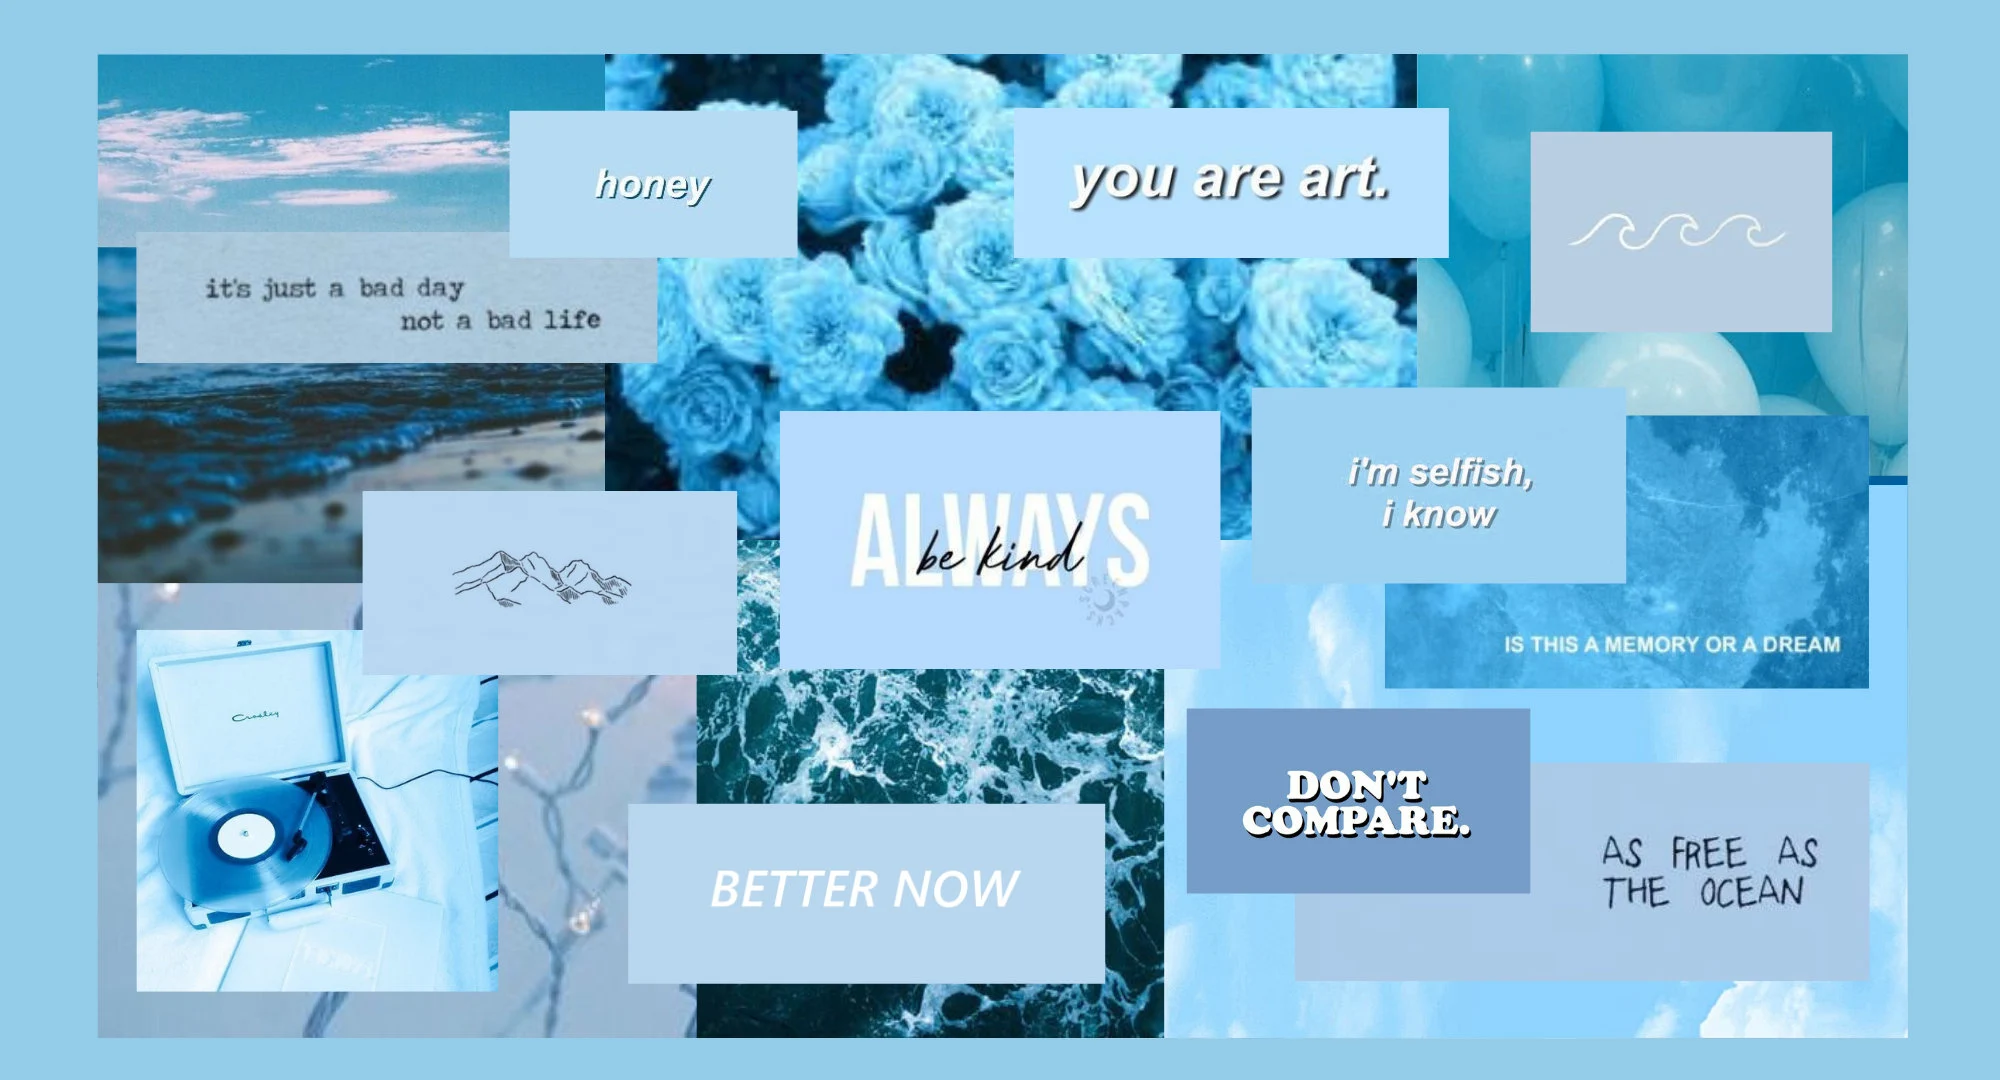 honey
you are art.
it's just a bad day
not a bad life
ALWAYS
be kind
i'm selfish,
i know
IS THIS A MEMORY OR A DREAM
Crosley
DON'T
COMPARE.
AS FREE AS
THE OCEAN
BETTER NOW